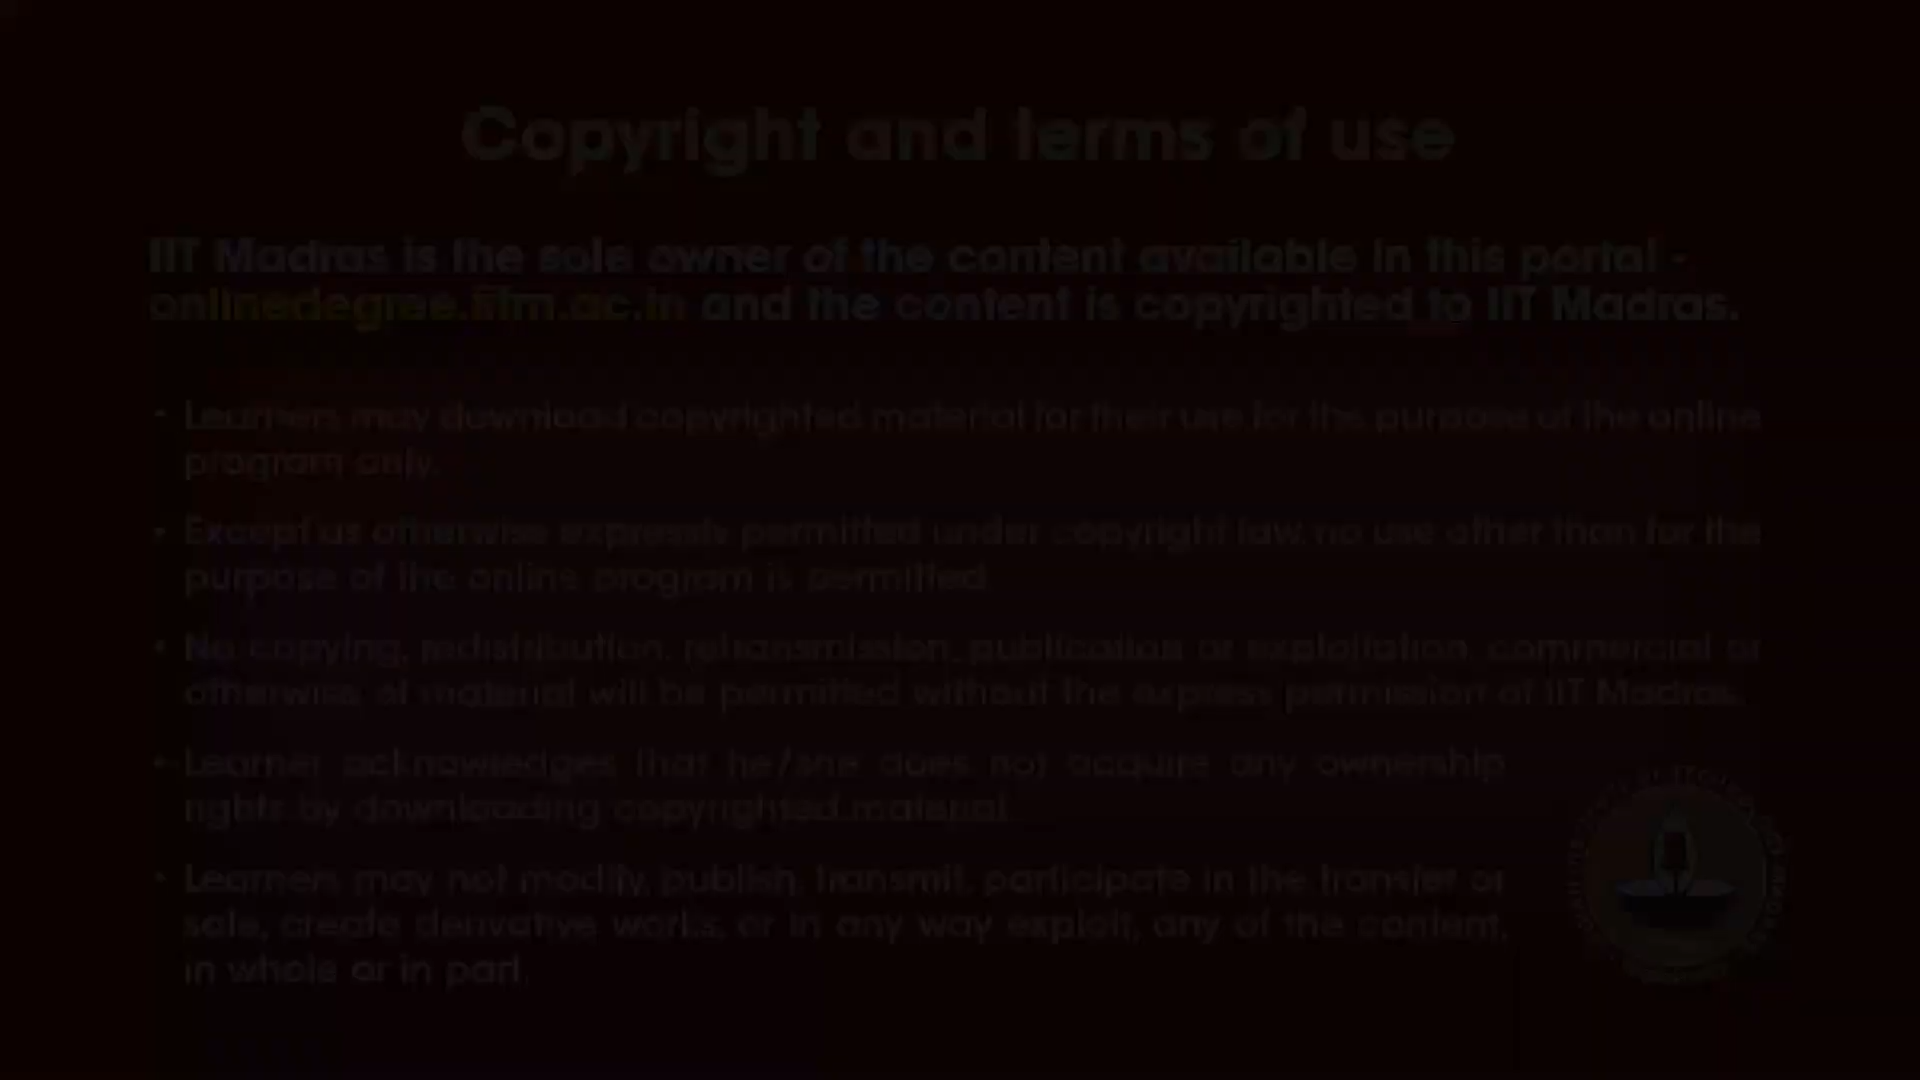 Copyright and terms of use
IIT Madras is the sole owner of the content available in this portal -
onlinedegree.iitm.ac.in and the content is copyrighted to IIT Madras.
• Learners may download copyrighted material for their use for the purpose of the online
program only.
• Except as otherwise expressly permitted under copyright law, no use other than for the
purpose of the online program is permitted.
• No copying, redistribution, retransmission, publication or exploitation, commercial or
otherwise of material will be permitted without the express permission of IIT Madras.
• Learner acknowledges that he/she does not acquire any ownership
rights by downloading copyrighted material.
• Learners may not modify, publish, transmit, participate in the transfer or
sale, create derivative works, or in any way exploit, any of the content,
in whole or in part.